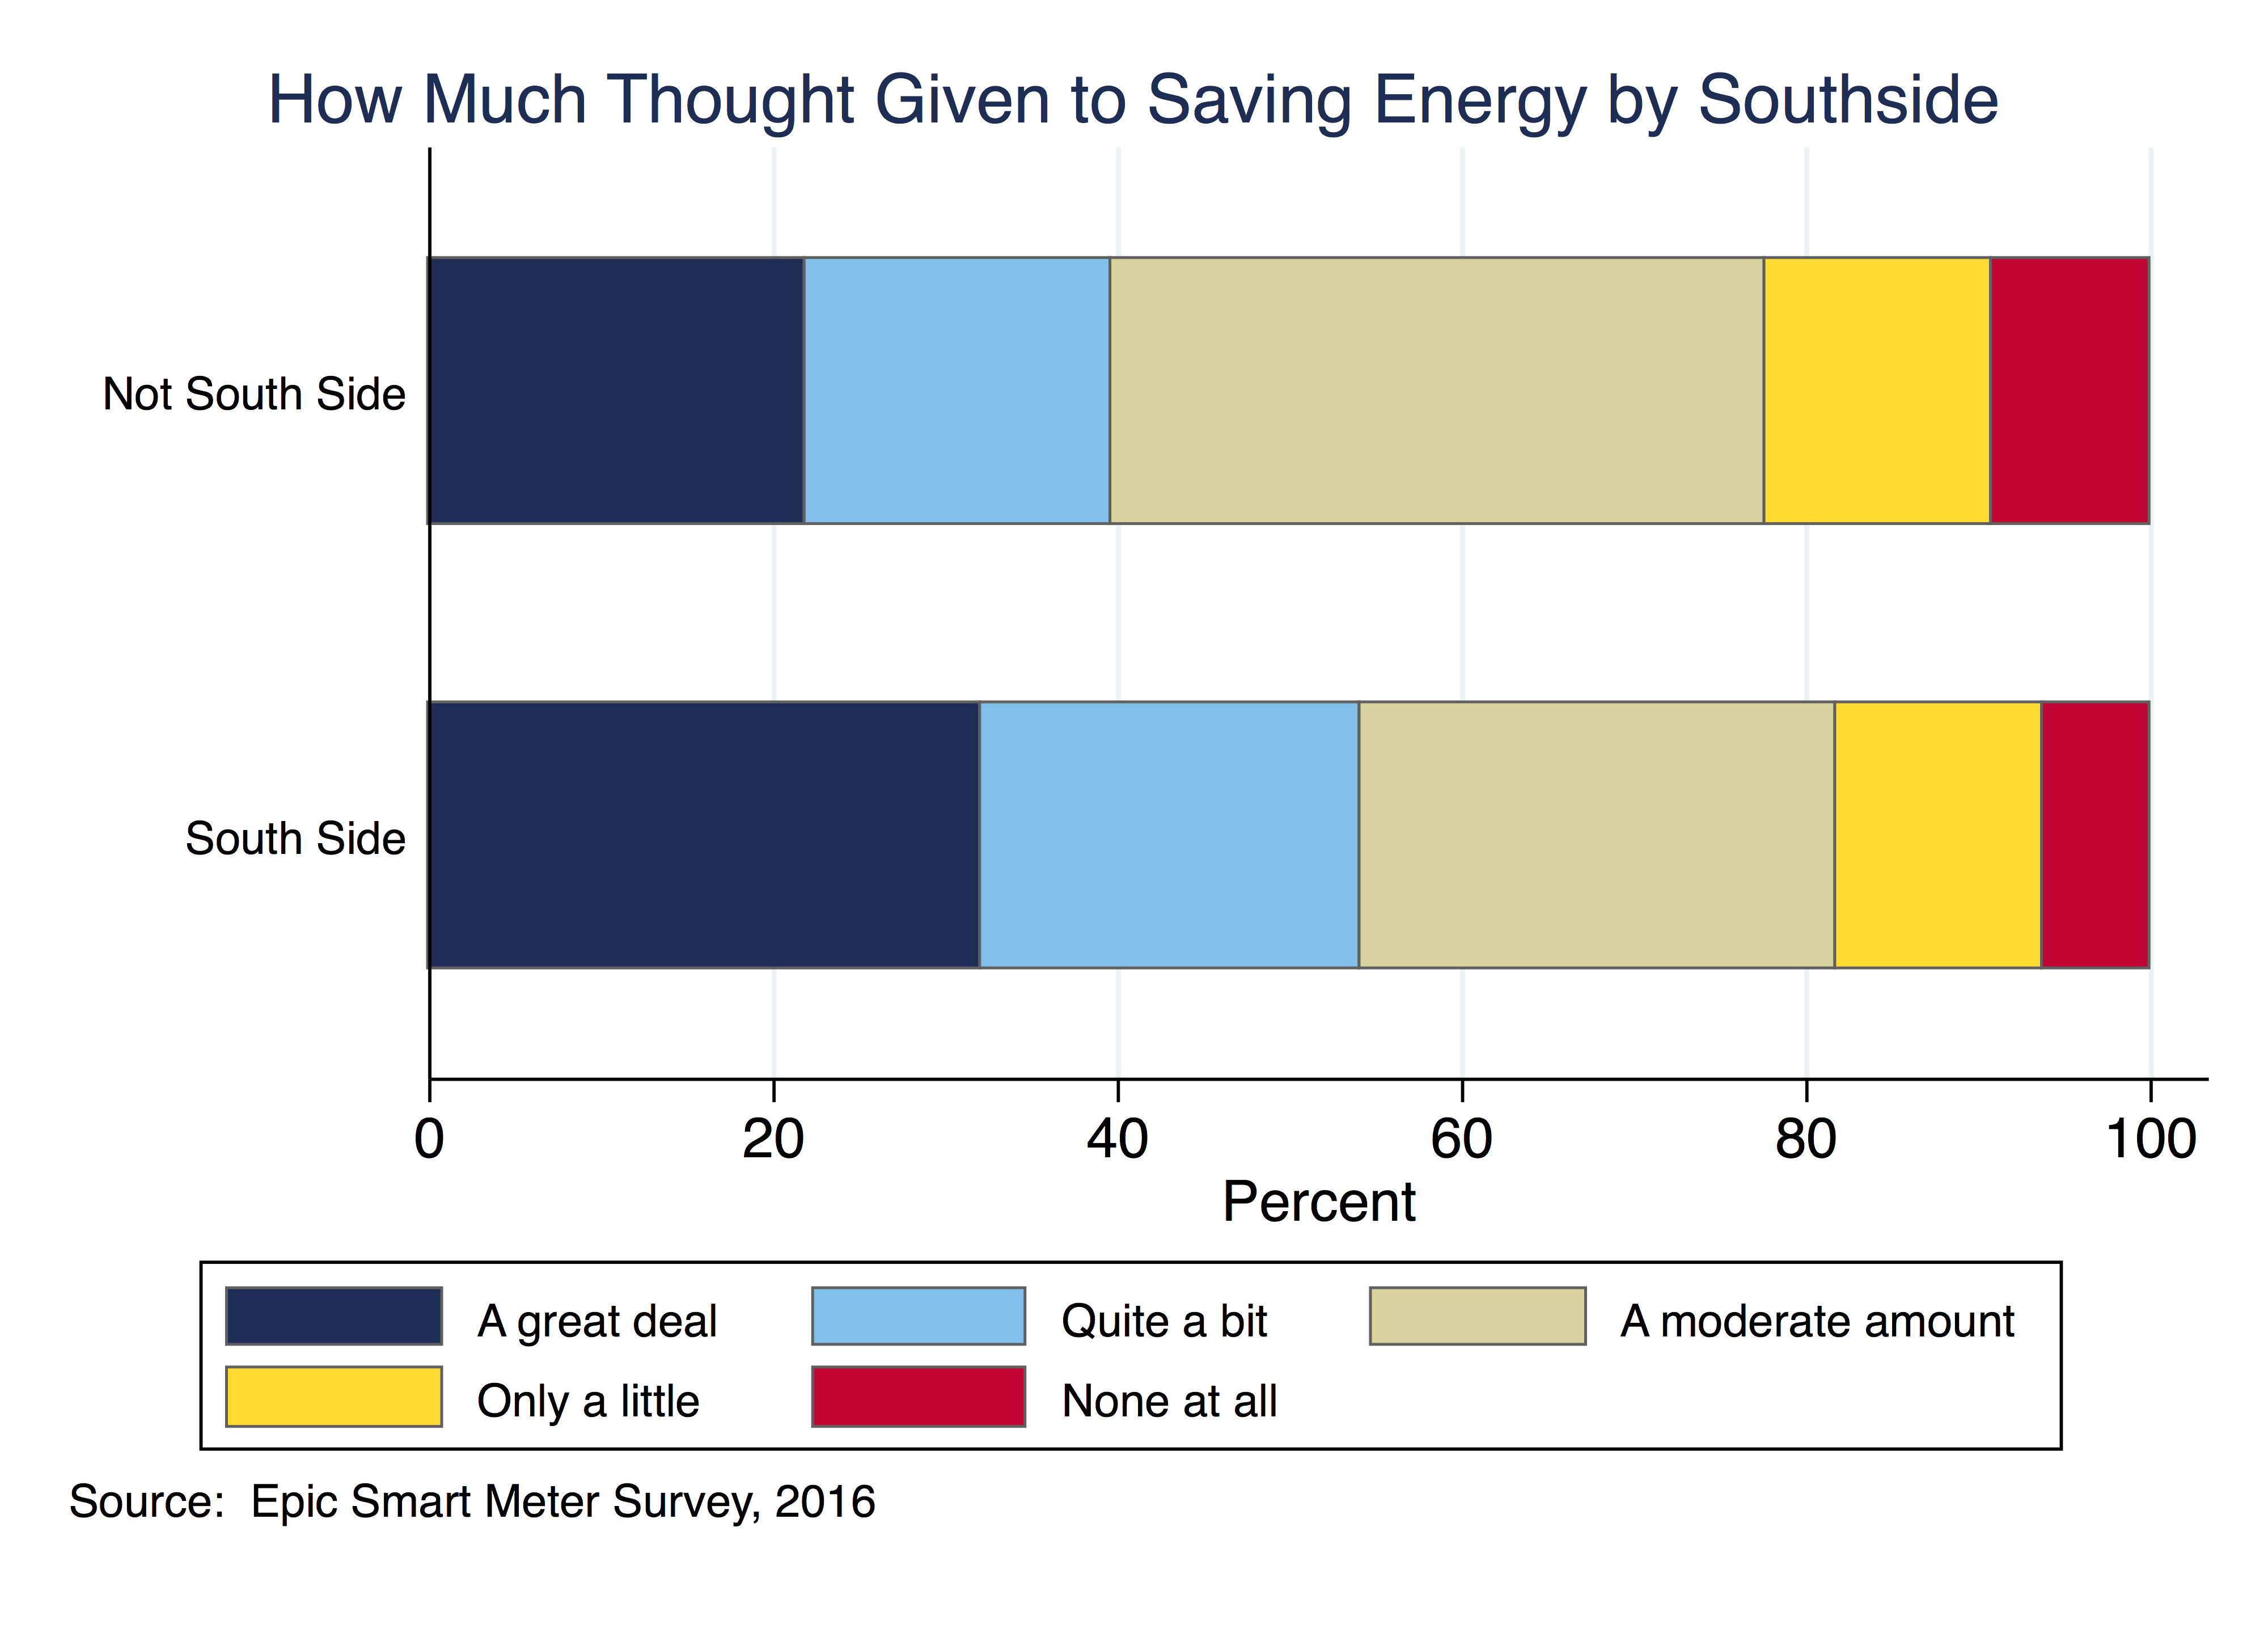 How Much Thought Given to Saving Energy by Southside
Not South Side
South Side
0 20 40 60 80 100
Percent
A great deal Quite a bit A moderate amount
Only a little None at all
Source:  Epic Smart Meter Survey, 2016